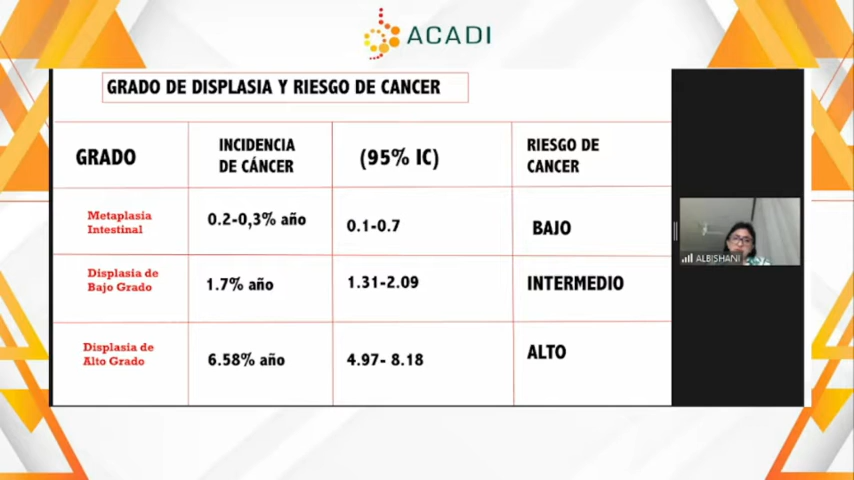 ACADI
GRADO DE DISPLASIA Y RIESGO DE CANCER
GRADO
INCIDENCIA
DE CÁNCER
(95% IC)
RIESGO DE
CANCER
Metaplasia
Intestinal
0.2-0,3% año
0.1-0.7
BAJO
Displasia de
Bajo Grado
1.7% año
1.31-2.09
INTERMEDIO
Displasia de
Alto Grado
6.58% año
4.97- 8.18
ALTO
ALBISHANI